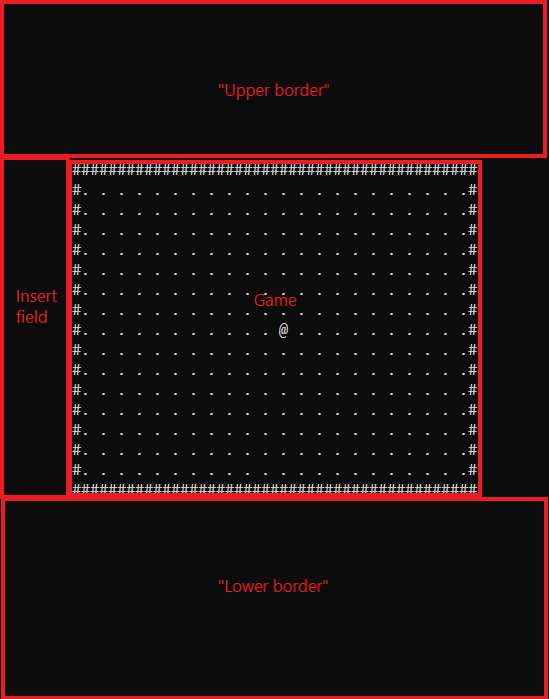 "Upper border"
#############################################
#. . . . . . . . . . . . . . . . . . . . . .#
#. . . . . . . . . . . . . . . . . . . . . .#
#. . . . . . . . . . . . . . . . . . . . . .#
#. . . . . . . . . . . . . . . . . . . . . .#
#. . . . . . . . . . . . . . . . . . . . . .#
#. . . . . . . . . . . . . . . . . . . . . .#
#. . . . . . . . . . . . . . . . . . . . . .#
#. . . . . . . . . . . @ . . . . . . . . . .#
#. . . . . . . . . . . . . . . . . . . . . .#
#. . . . . . . . . . . . . . . . . . . . . .#
#. . . . . . . . . . . . . . . . . . . . . .#
#. . . . . . . . . . . . . . . . . . . . . .#
#. . . . . . . . . . . . . . . . . . . . . .#
#. . . . . . . . . . . . . . . . . . . . . .#
#. . . . . . . . . . . . . . . . . . . . . .#
#############################################
Insert
field
Game
"Lower border"